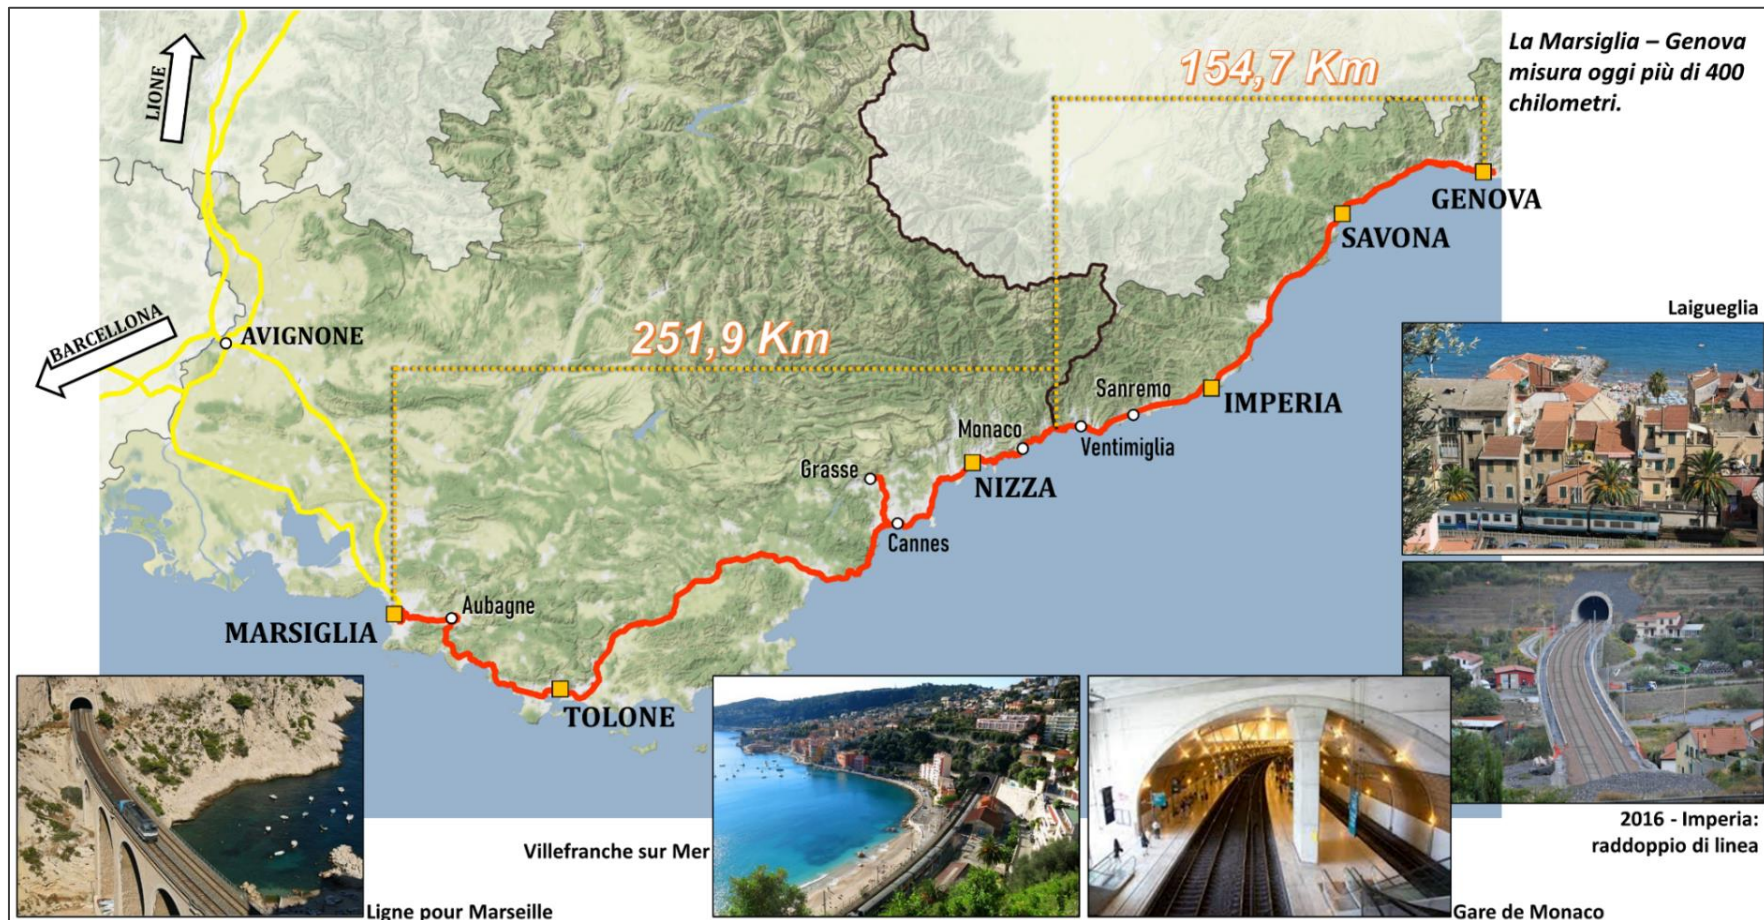 La Marsiglia – Genova
misura oggi più di 400
chilometri.
154,7 Km
LIONE
GENOVA
SAVONA
BARCELLONA
AVIGNONE
251,9 Km
Laigueglia
Sanremo
IMPERIA
Monaco
Ventimiglia
Grasse
NIZZA
Cannes
Aubagne
MARSIGLIA
TOLONE
2016 - Imperia:
raddoppio di linea
Villefranche sur Mer
Ligne pour Marseille
Gare de Monaco